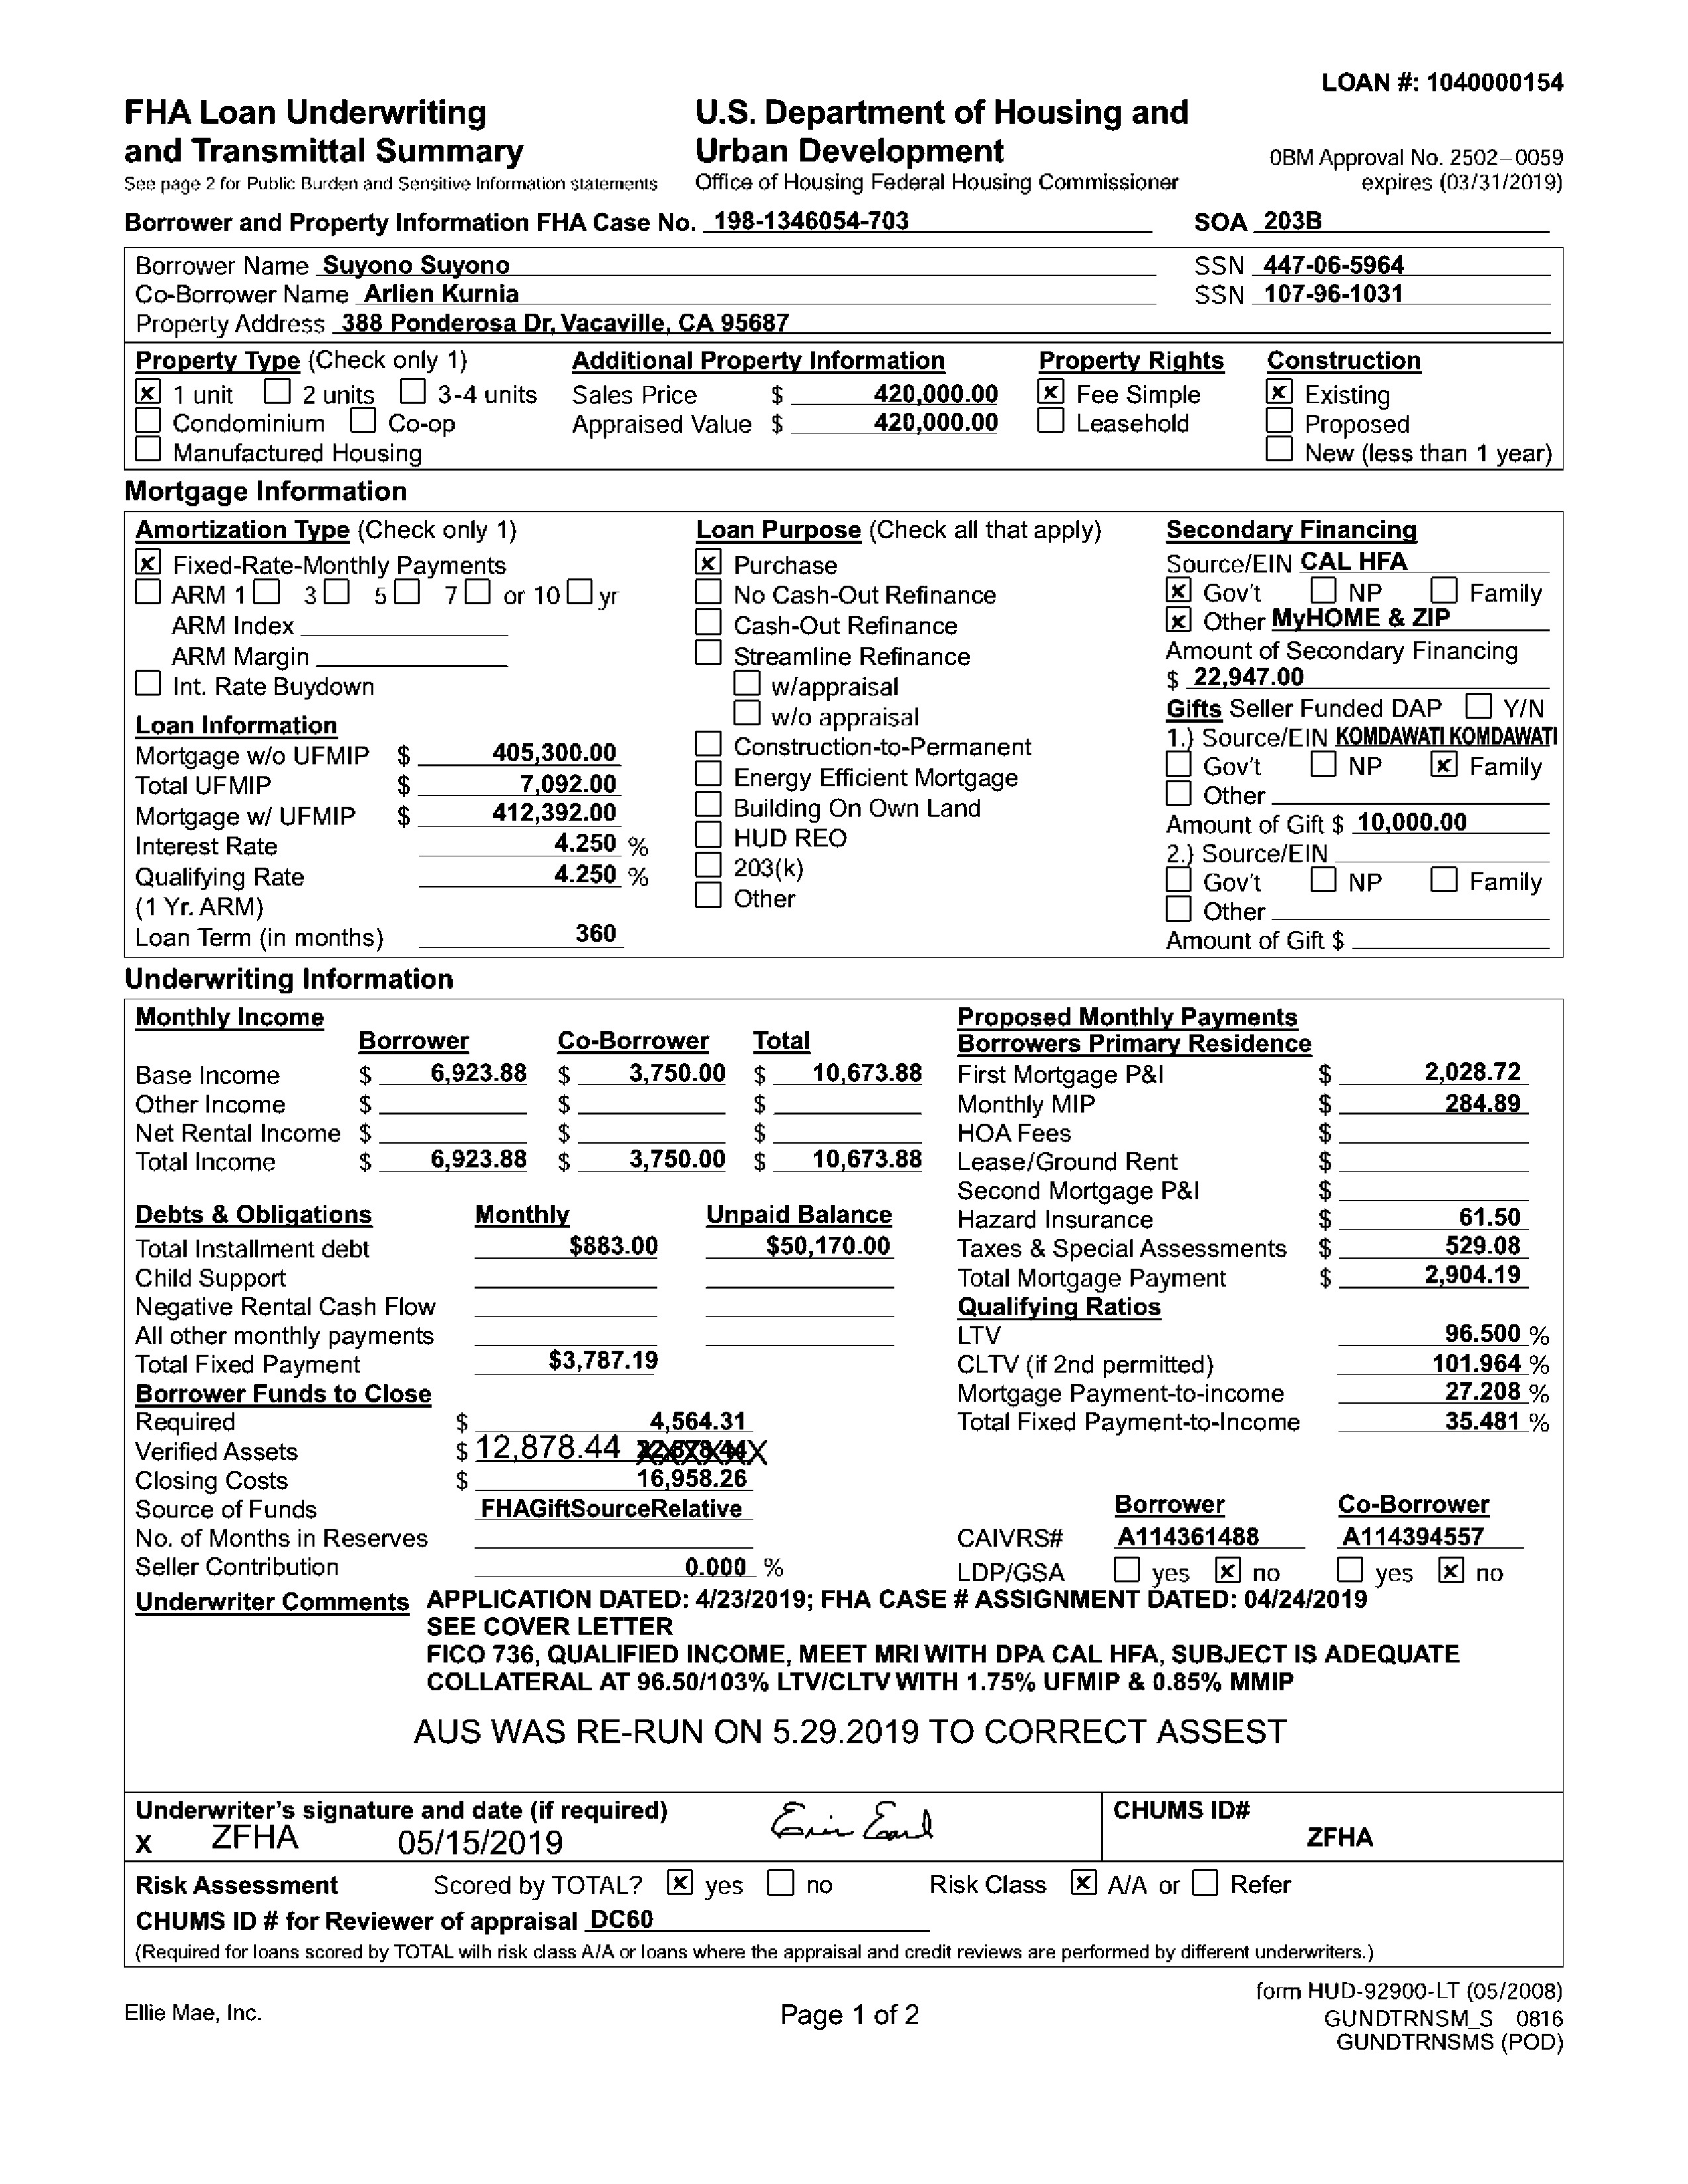 LOAN #: 1040000154
FHA Loan Underwriting
and Transmittal Summary
See page 2 for Public Burden and Sensitive Information statements
U.S. Department of Housing and
Urban Development
Office of Housing Federal Housing Commissioner
0BM Approval No. 2502–0059
expires (03/31/2019)
Borrower and Property Information FHA Case No. 198-1346054-703 SOA 203B
Borrower Name Suyono Suyono SSN 447-06-5964
Co-Borrower Name Arlien Kurnia SSN 107-96-1031
Property Address 388 Ponderosa Dr, Vacaville, CA 95687
Property Type (Check only 1)
x 1 unit 2 units 3-4 units
Condominium Co-op
Manufactured Housing
Additional Property Information
Sales Price $ 420,000.00
Appraised Value $ 420,000.00
Property Rights
x Fee Simple
Leasehold
Construction
x Existing
Proposed
New (less than 1 year)
Mortgage Information
Amortization Type (Check only 1)
x Fixed-Rate-Monthly Payments
ARM 1 3 5 7 or 10 yr
ARM Index
ARM Margin
Int. Rate Buydown
Loan Information
Mortgage w/o UFMIP $ 405,300.00
Total UFMIP $ 7,092.00
Mortgage w/ UFMIP $ 412,392.00
Interest Rate 4.250 %
Qualifying Rate 4.250 %
(1 Yr. ARM)
Loan Term (in months) 360
Loan Purpose (Check all that apply)
x Purchase
No Cash-Out Refinance
Cash-Out Refinance
Streamline Refinance
w/appraisal
w/o appraisal
Construction-to-Permanent
Energy Efficient Mortgage
Building On Own Land
HUD REO
203(k)
Other
Secondary Financing
Source/EIN CAL HFA
x Gov't NP Family
x Other MyHOME & ZIP
Amount of Secondary Financing
$ 22,947.00
Gifts Seller Funded DAP Y/N
1.) Source/EIN KOMDAWATI KOMDAWATI
Gov't NP x Family
Other
Amount of Gift $ 10,000.00
2.) Source/EIN
Gov't NP Family
Other
Amount of Gift $
Underwriting Information
Monthly Income
Borrower Co-Borrower Total
Base Income $ 6,923.88 $ 3,750.00 $ 10,673.88
Other Income $ $ $
Net Rental Income $ $ $
Total Income $ 6,923.88 $ 3,750.00 $ 10,673.88
Debts & Obligations Monthly Unpaid Balance
Total Installment debt $883.00 $50,170.00
Child Support
Negative Rental Cash Flow
All other monthly payments
Total Fixed Payment $3,787.19
Borrower Funds to Close
Required $ 4,564.31
Verified Assets $ 12,878.44
Closing Costs $ 16,958.26
Source of Funds FHAGiftSourceRelative
No. of Months in Reserves
Seller Contribution 0.000 %
Proposed Monthly Payments
Borrowers Primary Residence
First Mortgage P&I $ 2,028.72
Monthly MIP $ 284.89
HOA Fees $
Lease/Ground Rent $
Second Mortgage P&I $
Hazard Insurance $ 61.50
Taxes & Special Assessments $ 529.08
Total Mortgage Payment $ 2,904.19
Qualifying Ratios
LTV 96.500 %
CLTV (if 2nd permitted) 101.964 %
Mortgage Payment-to-income 27.208 %
Total Fixed Payment-to-Income 35.481 %
Borrower Co-Borrower
CAIVRS# A114361488 A114394557
LDP/GSA yes x no yes x no
Underwriter Comments APPLICATION DATED: 4/23/2019; FHA CASE # ASSIGNMENT DATED: 04/24/2019
SEE COVER LETTER
FICO 736, QUALIFIED INCOME, MEET MRI WITH DPA CAL HFA, SUBJECT IS ADEQUATE
COLLATERAL AT 96.50/103% LTV/CLTV WITH 1.75% UFMIP & 0.85% MMIP
AUS WAS RE-RUN ON 5.29.2019 TO CORRECT ASSEST
Underwriter's signature and date (if required)
X ZFHA 05/15/2019 Erin Earl
CHUMS ID#
ZFHA
Risk Assessment Scored by TOTAL? x yes no Risk Class x A/A or Refer
CHUMS ID # for Reviewer of appraisal DC60
(Required for loans scored by TOTAL wilh risk class A/A or loans where the appraisal and credit reviews are performed by different underwriters.)
Ellie Mae, Inc.
Page 1 of 2
form HUD-92900-LT (05/2008)
GUNDTRNSM_S 0816
GUNDTRNSMS (POD)